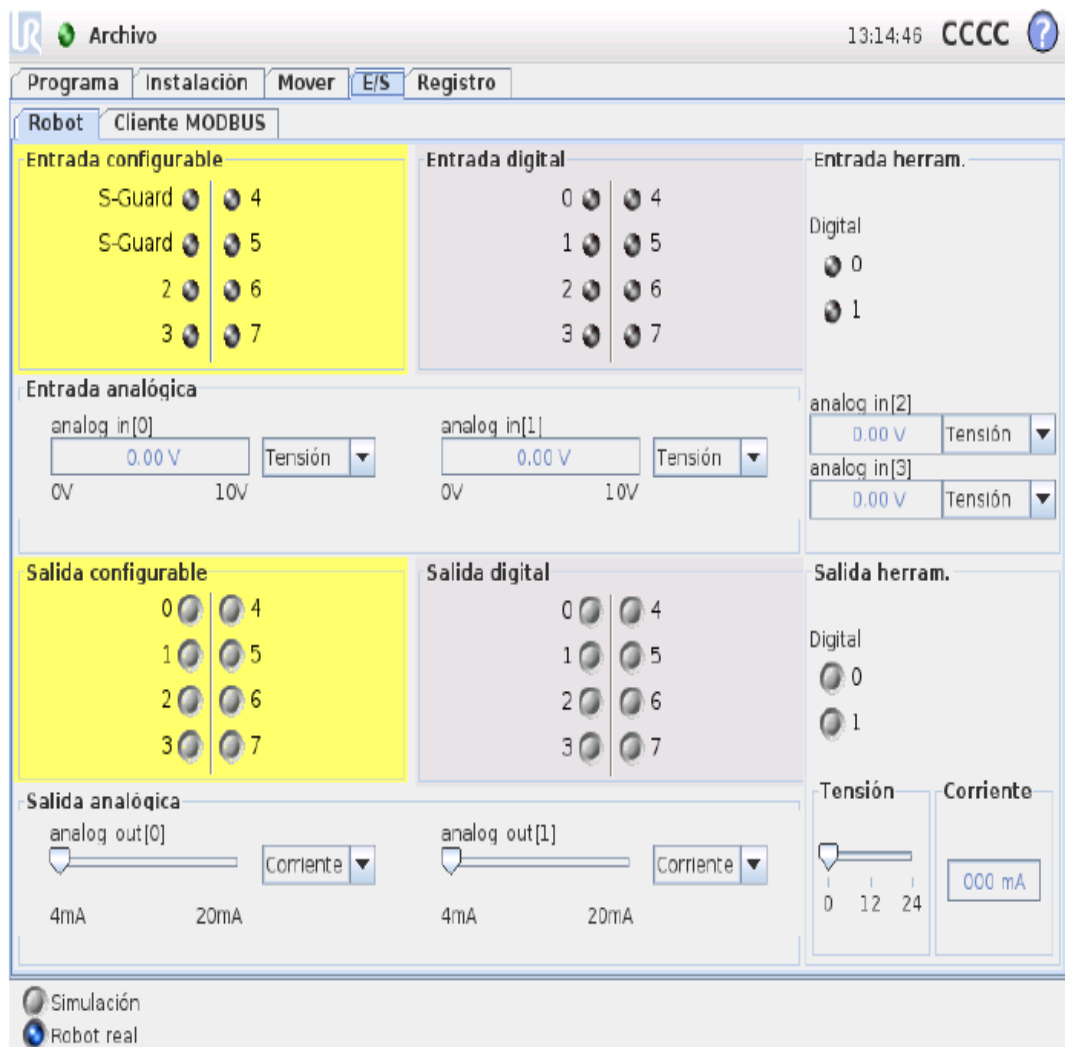 UR Archivo 13:14:46 CCCC ?
Programa Instalación Mover E/S Registro
Robot Cliente MODBUS
Entrada configurable
S-Guard 4
S-Guard 5
2 6
3 7
Entrada digital
0 4
1 5
2 6
3 7
Entrada herram.
Digital
0
1
Entrada analógica
analog in[0]
0.00 V Tensión
0V 10V
analog in[1]
0.00 V Tensión
0V 10V
analog in[2]
0.00 V Tensión
analog in[3]
0.00 V Tensión
Salida configurable
0 4
1 5
2 6
3 7
Salida digital
0 4
1 5
2 6
3 7
Salida herram.
Digital
0
1
Salida analógica
analog out[0]
Corriente
4mA 20mA
analog out[1]
Corriente
4mA 20mA
Tensión
0 12 24
Corriente
000 mA
Simulación
Robot real